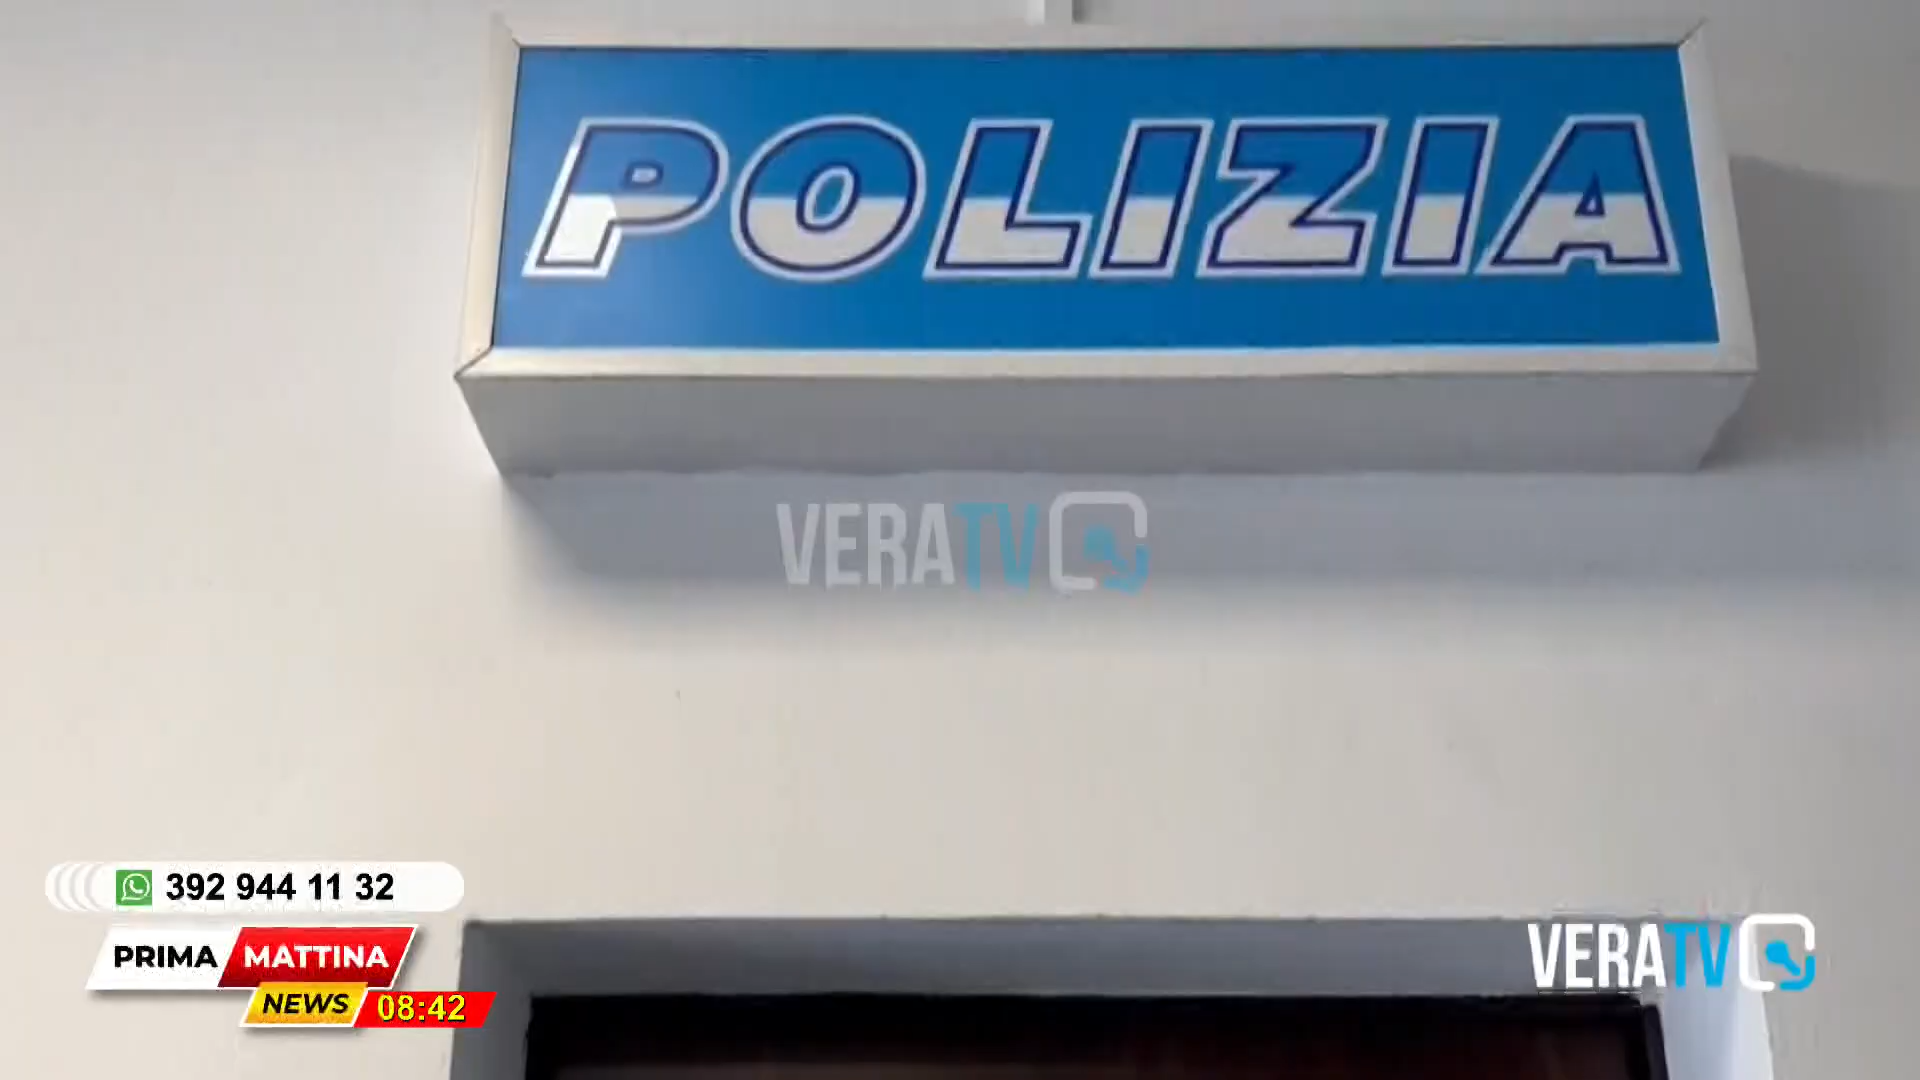 POLIZIA
VERATV
392 944 11 32
PRIMA MATTINA
NEWS 08:42
VERATV